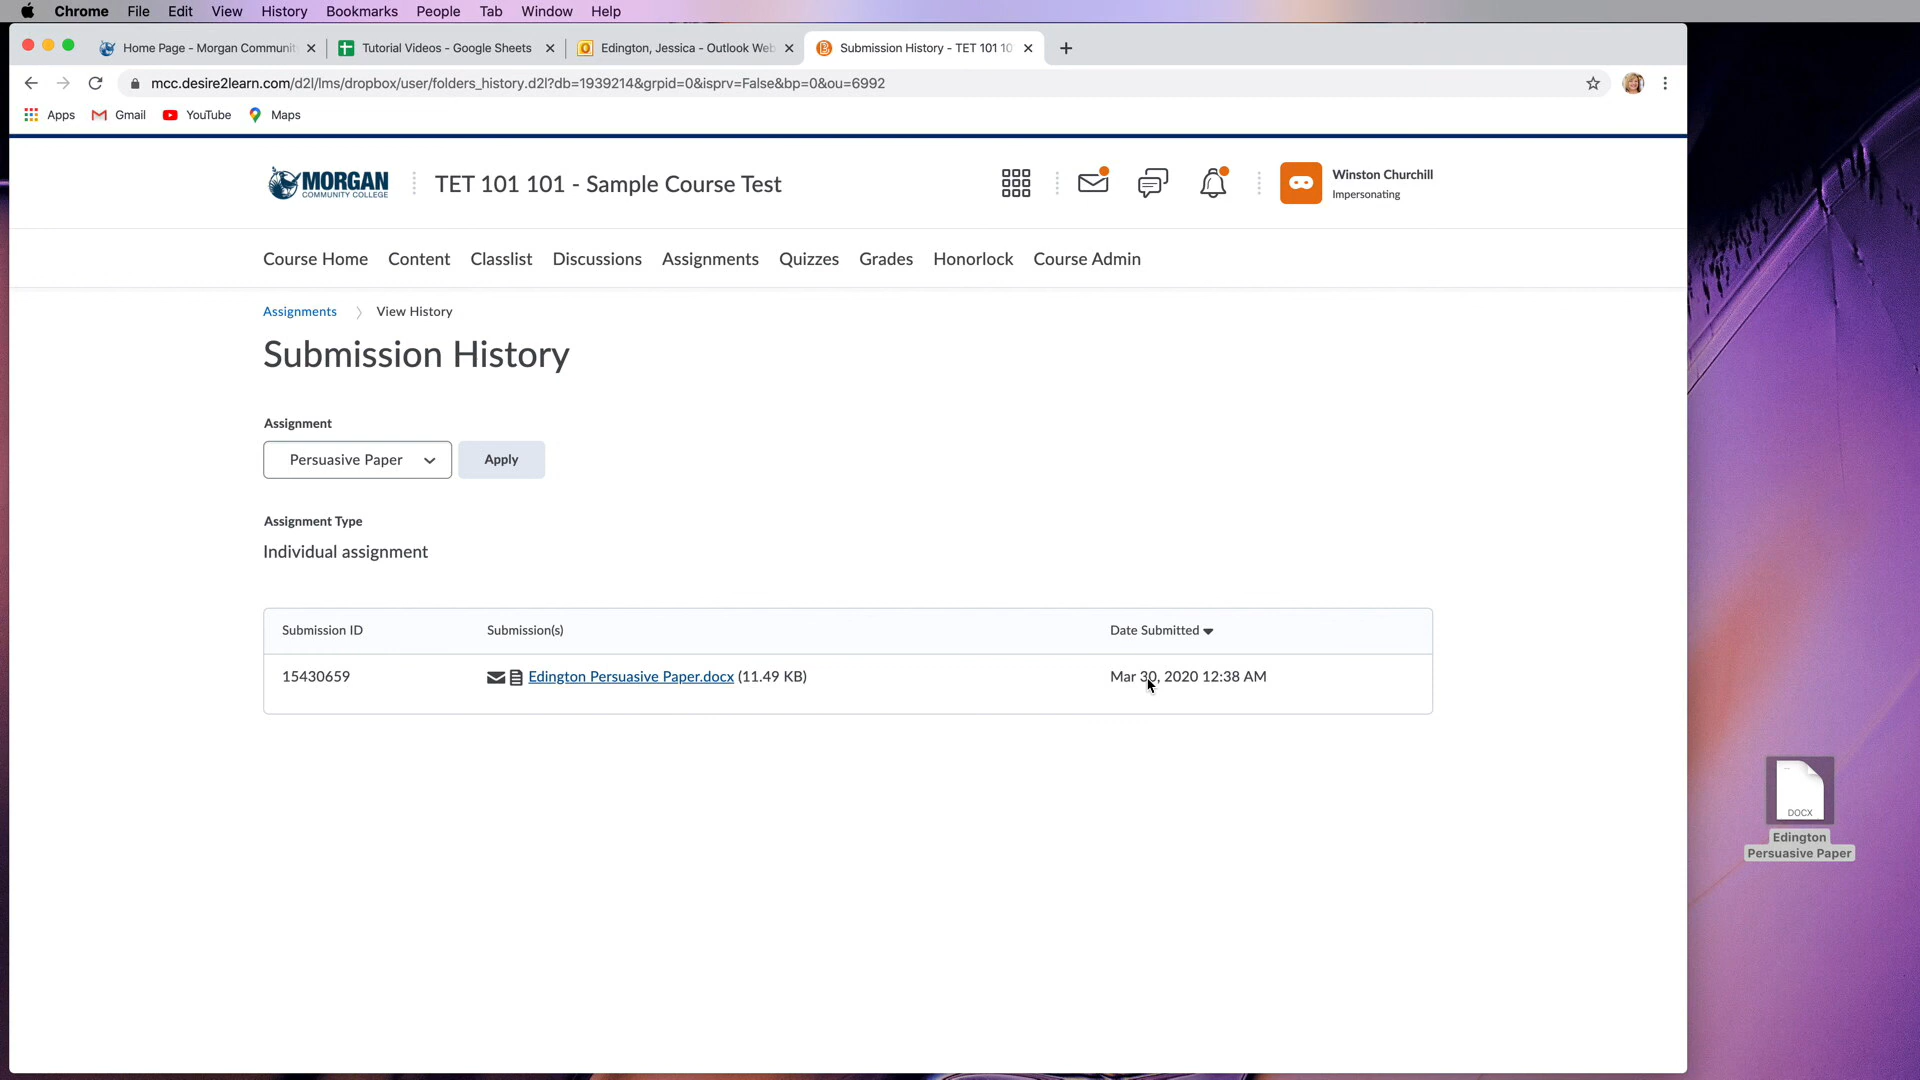 Chrome File Edit View History Bookmarks People Tab Window Help
Home Page - Morgan Communit
Tutorial Videos - Google Sheets
Edington, Jessica - Outlook Web
Submission History - TET 101 10
mcc.desire2learn.com/d2l/lms/dropbox/user/folders_history.d2l?db=1939214&grpid=0&isprv=False&bp=0&ou=6992
Apps Gmail YouTube Maps
MORGAN
COMMUNITY COLLEGE
TET 101 101 - Sample Course Test
Winston Churchill
Impersonating
Course Home Content Classlist Discussions Assignments Quizzes Grades Honorlock Course Admin
Assignments View History
Submission History
Assignment
Persuasive Paper Apply
Assignment Type
Individual assignment
Submission ID Submission(s) Date Submitted
15430659 Edington Persuasive Paper.docx (11.49 KB) Mar 30, 2020 12:38 AM
DOCX
Edington
Persuasive Paper